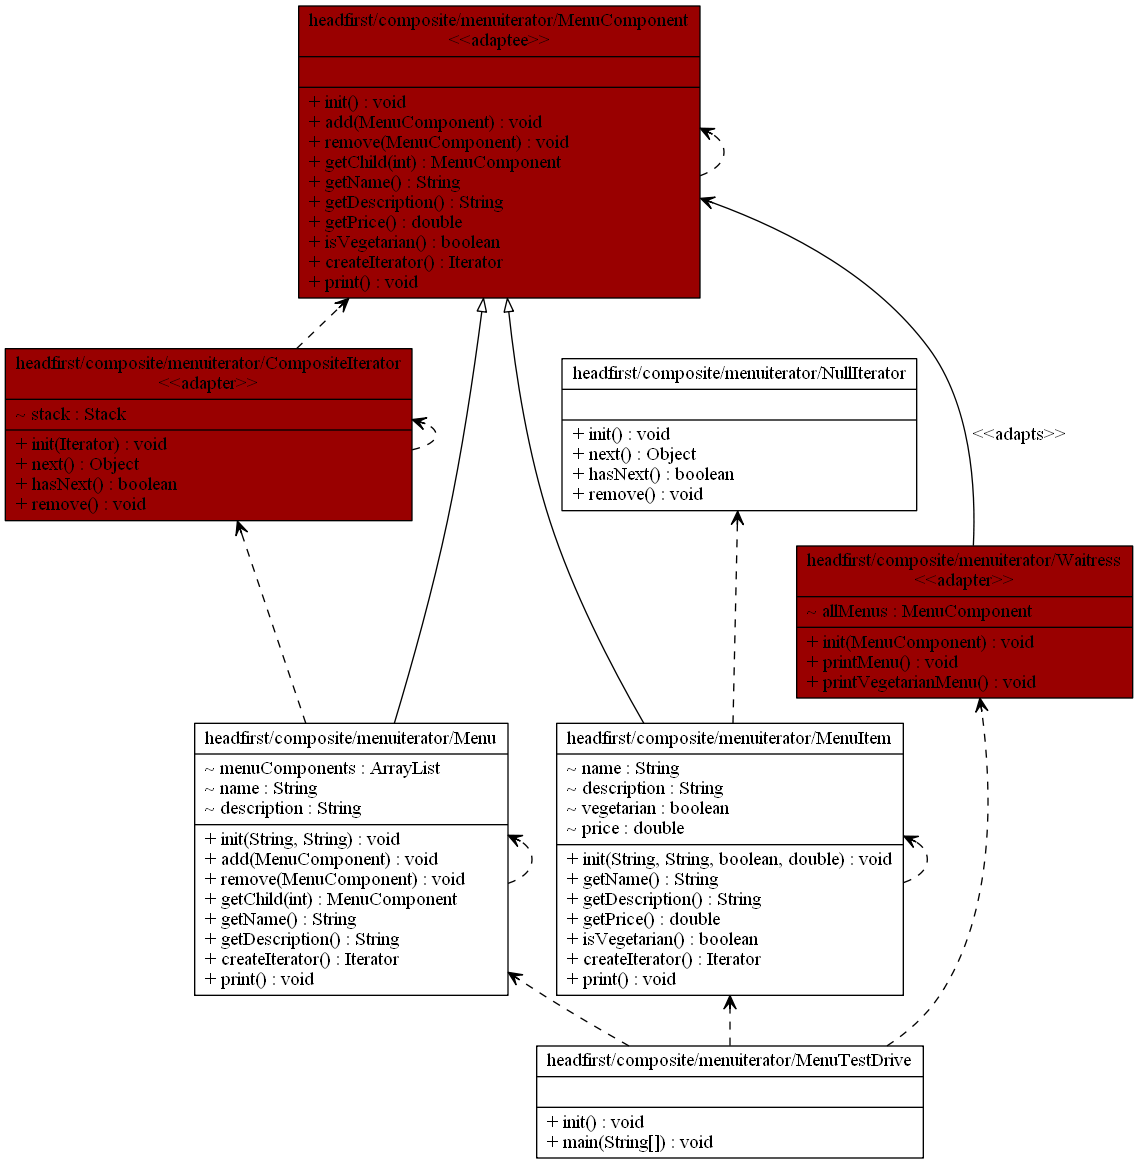 headfirst/composite/menuiterator/MenuComponent
<<adaptee>>
+ init() : void
+ add(MenuComponent) : void
+ remove(MenuComponent) : void
+ getChild(int) : MenuComponent
+ getName() : String
+ getDescription() : String
+ getPrice() : double
+ isVegetarian() : boolean
+ createIterator() : Iterator
+ print() : void
headfirst/composite/menuiterator/CompositeIterator
<<adapter>>
~ stack : Stack
+ init(Iterator) : void
+ next() : Object
+ hasNext() : boolean
+ remove() : void
headfirst/composite/menuiterator/NullIterator
+ init() : void
+ next() : Object
+ hasNext() : boolean
+ remove() : void
<<adapts>>
headfirst/composite/menuiterator/Waitress
<<adapter>>
~ allMenus : MenuComponent
+ init(MenuComponent) : void
+ printMenu() : void
+ printVegetarianMenu() : void
headfirst/composite/menuiterator/Menu
~ menuComponents : ArrayList
~ name : String
~ description : String
+ init(String, String) : void
+ add(MenuComponent) : void
+ remove(MenuComponent) : void
+ getChild(int) : MenuComponent
+ getName() : String
+ getDescription() : String
+ createIterator() : Iterator
+ print() : void
headfirst/composite/menuiterator/MenuItem
~ name : String
~ description : String
~ vegetarian : boolean
~ price : double
+ init(String, String, boolean, double) : void
+ getName() : String
+ getDescription() : String
+ getPrice() : double
+ isVegetarian() : boolean
+ createIterator() : Iterator
+ print() : void
headfirst/composite/menuiterator/MenuTestDrive
+ init() : void
+ main(String[]) : void